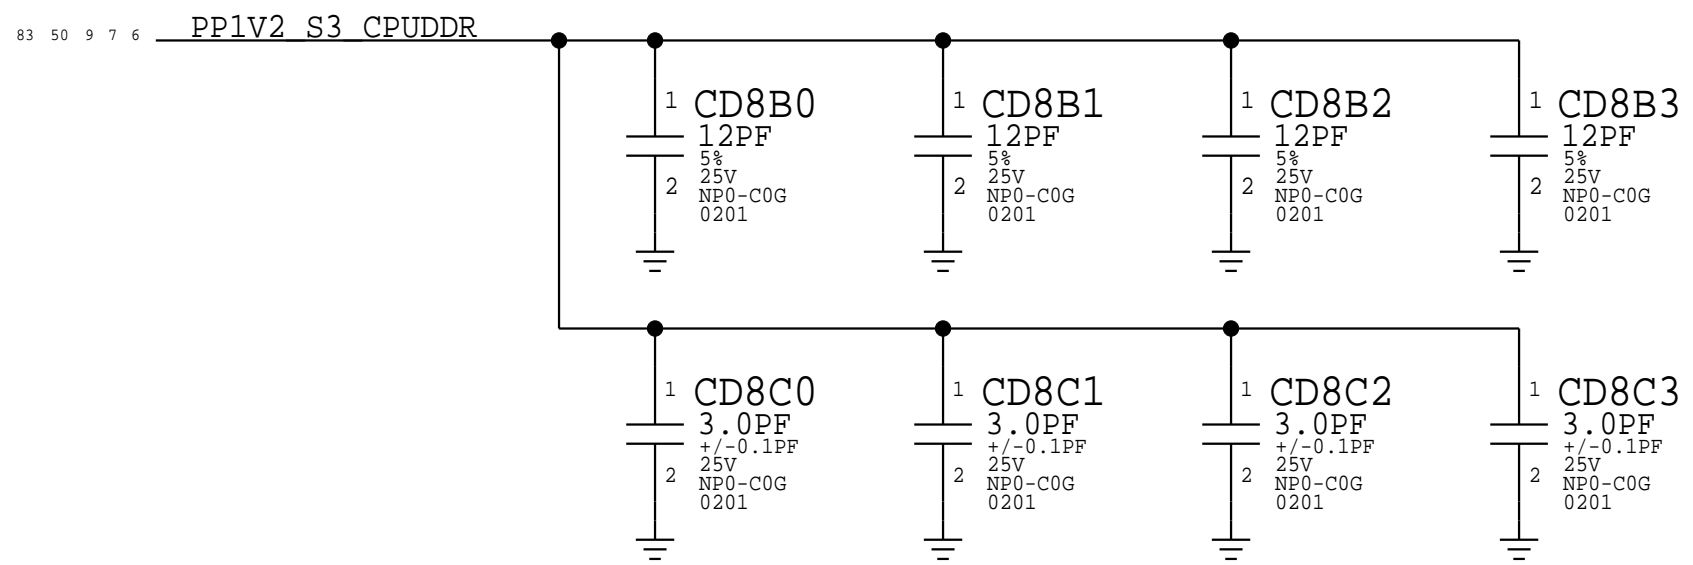 83 50 9 7 6 PP1V2_S3_CPUDDR
1 CD8B0
12PF
5%
25V
2 NP0-C0G
0201
1 CD8B1
12PF
5%
25V
2 NP0-C0G
0201
1 CD8B2
12PF
5%
25V
2 NP0-C0G
0201
1 CD8B3
12PF
5%
25V
2 NP0-C0G
0201
1 CD8C0
3.0PF
+/-0.1PF
25V
2 NP0-C0G
0201
1 CD8C1
3.0PF
+/-0.1PF
25V
2 NP0-C0G
0201
1 CD8C2
3.0PF
+/-0.1PF
25V
2 NP0-C0G
0201
1 CD8C3
3.0PF
+/-0.1PF
25V
2 NP0-C0G
0201